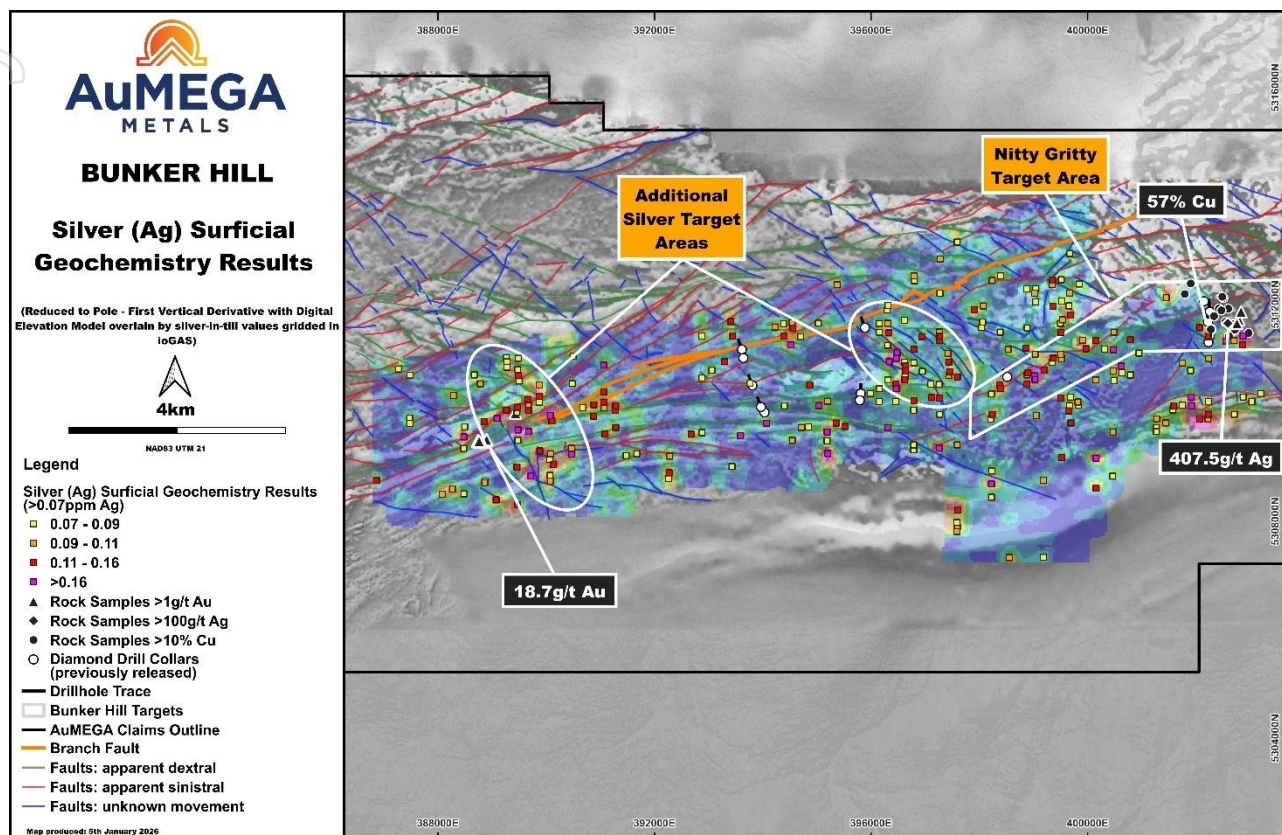 AuMEGA
METALS
BUNKER HILL
Silver (Ag) Surficial
Geochemistry Results
(Reduced to Pole - First Vertical Derivative with Digital
Elevation Model overlain by silver-in-till values gridded in
ioGAS)
4km
NAD83 UTM 21
Legend
Silver (Ag) Surficial Geochemistry Results
(>0.07ppm Ag)
0.07 - 0.09
0.09 - 0.11
0.11 - 0.16
>0.16
Rock Samples >1g/t Au
Rock Samples >100g/t Ag
Rock Samples >10% Cu
Diamond Drill Collars
(previously released)
Drillhole Trace
Bunker Hill Targets
AuMEGA Claims Outline
Branch Fault
Faults: apparent dextral
Faults: apparent sinistral
Faults: unknown movement
Map produced: 5th January 2026
388000E
392000E
396000E
400000E
5316000N
5312000N
5308000N
5304000N
Additional
Silver Target
Areas
Nitty Gritty
Target Area
57% Cu
407.5g/t Ag
18.7g/t Au
388000E
392000E
396000E
400000E